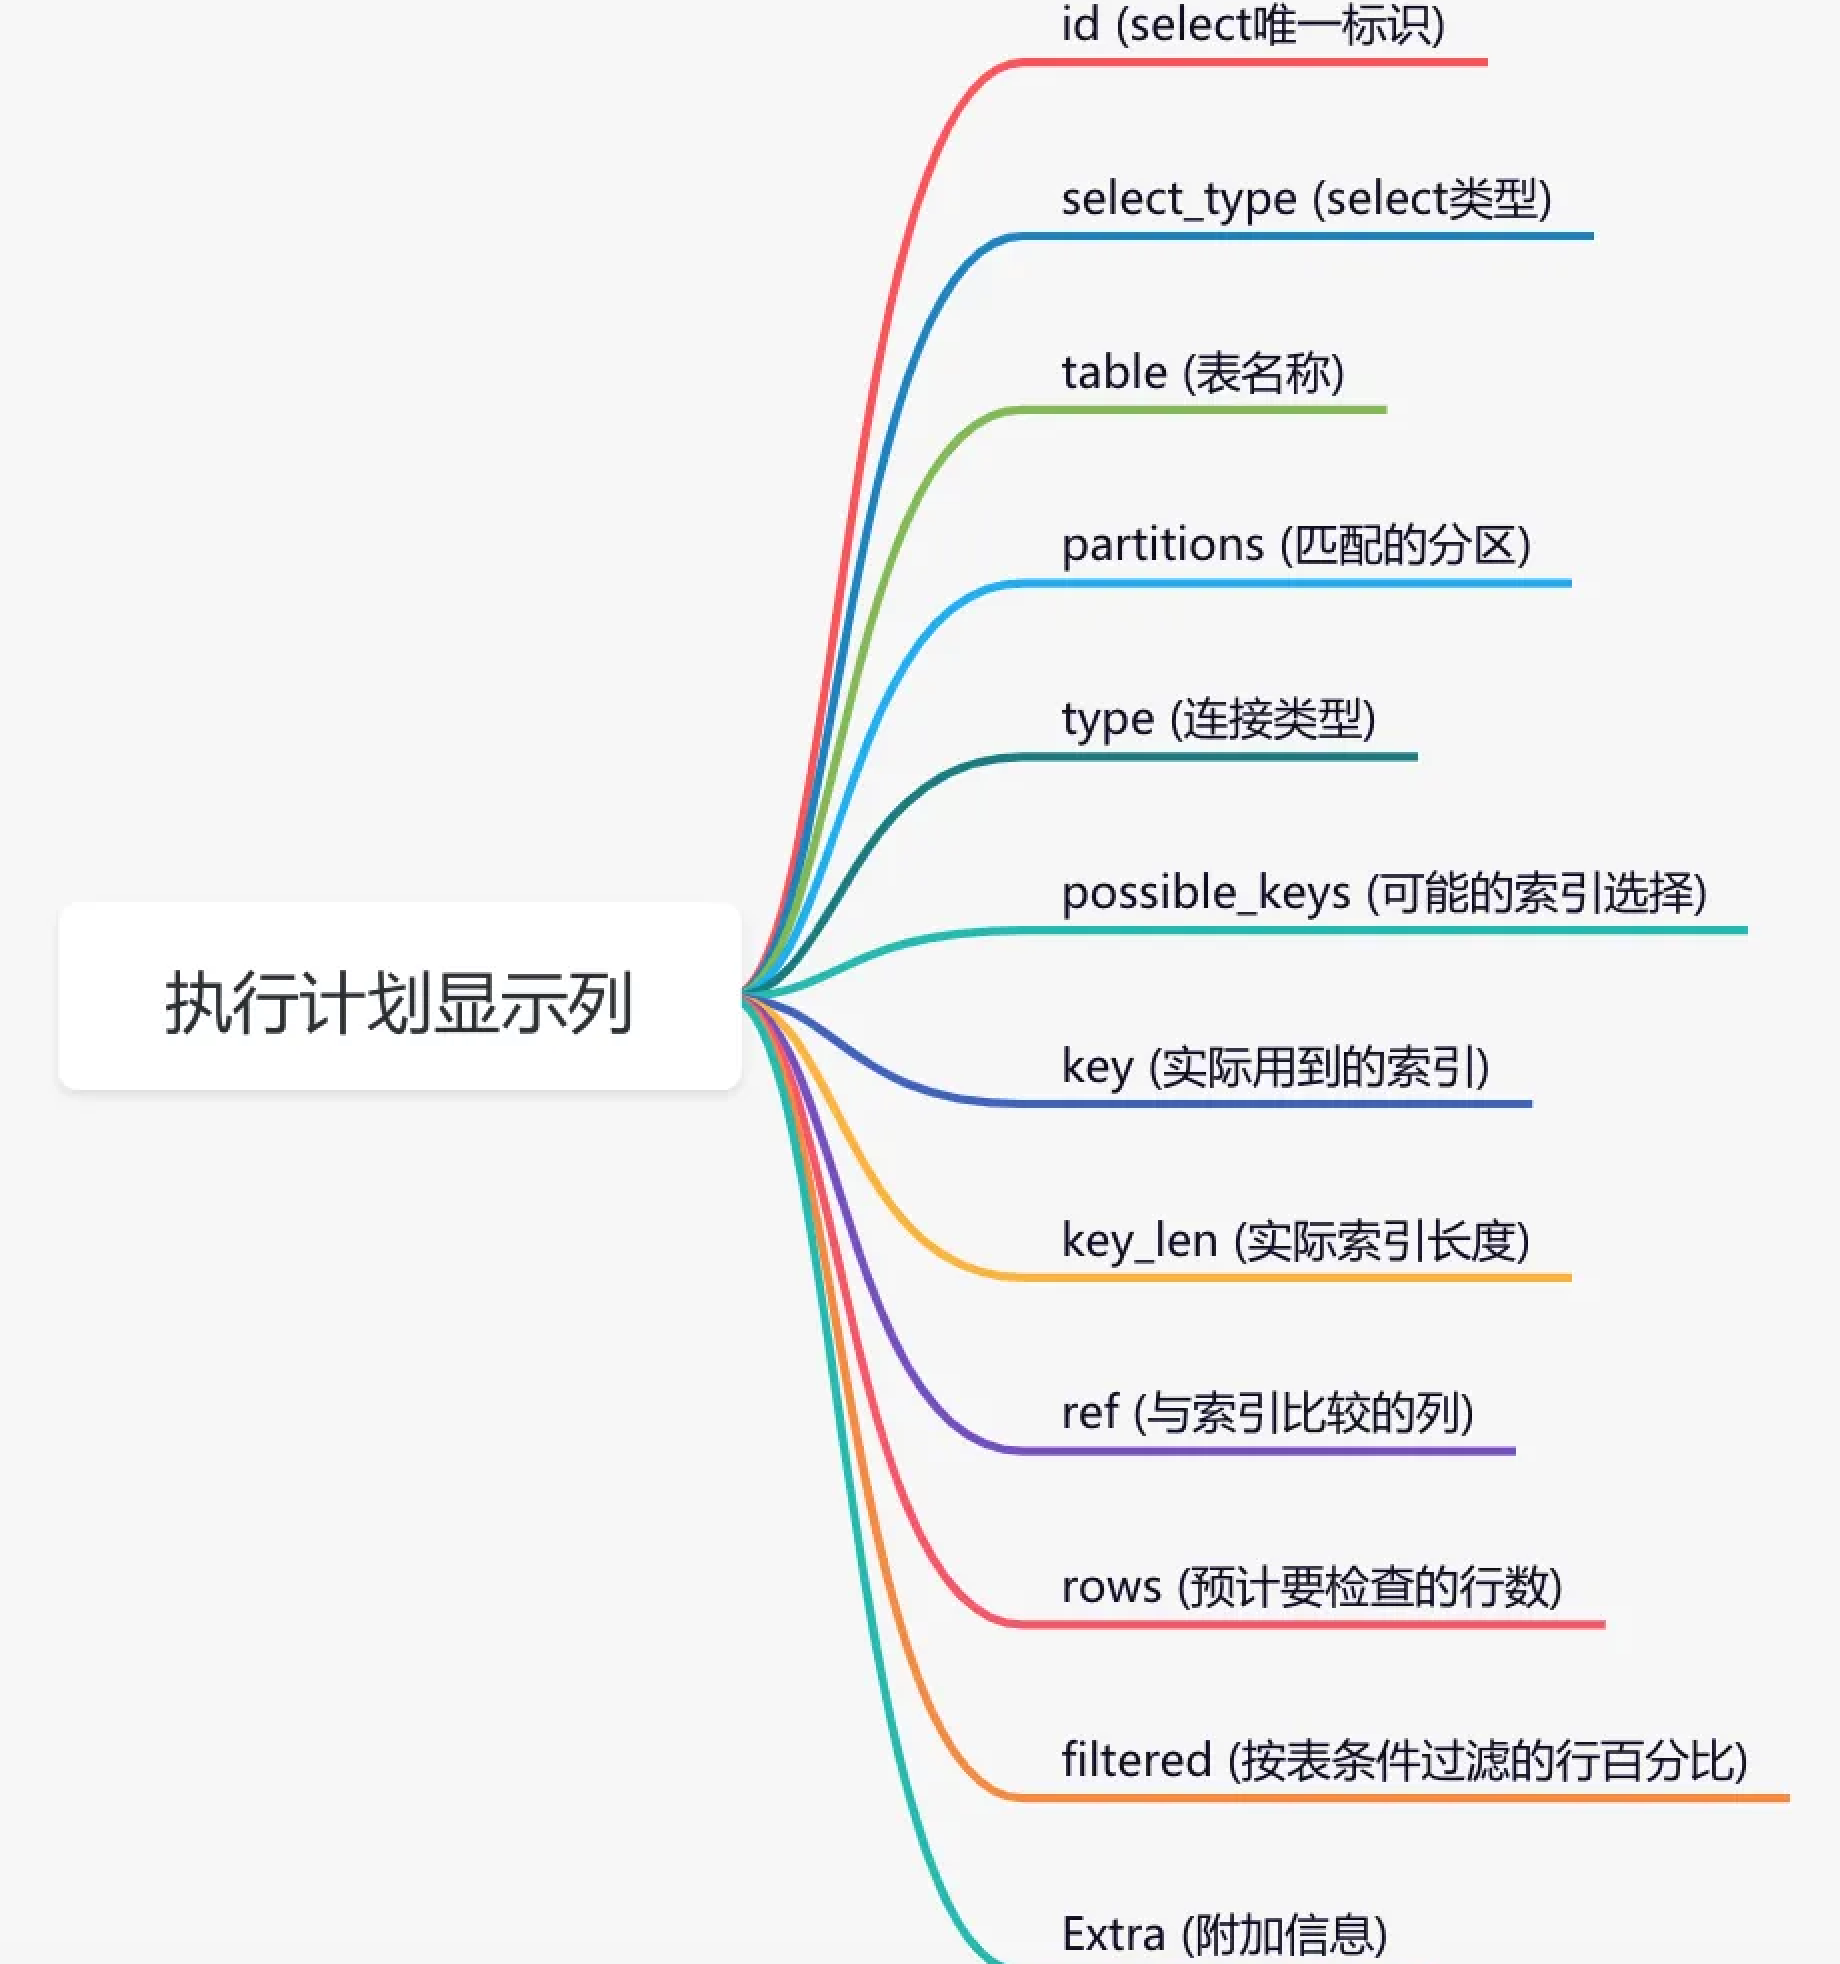 id (select唯一标识)
select_type (select类型)
table (表名称)
partitions (匹配的分区)
type (连接类型)
possible_keys (可能的索引选择)
执行计划显示列
key (实际用到的索引)
key_len (实际索引长度)
ref (与索引比较的列)
rows (预计要检查的行数)
filtered (按表条件过滤的行百分比)
Extra (附加信息)